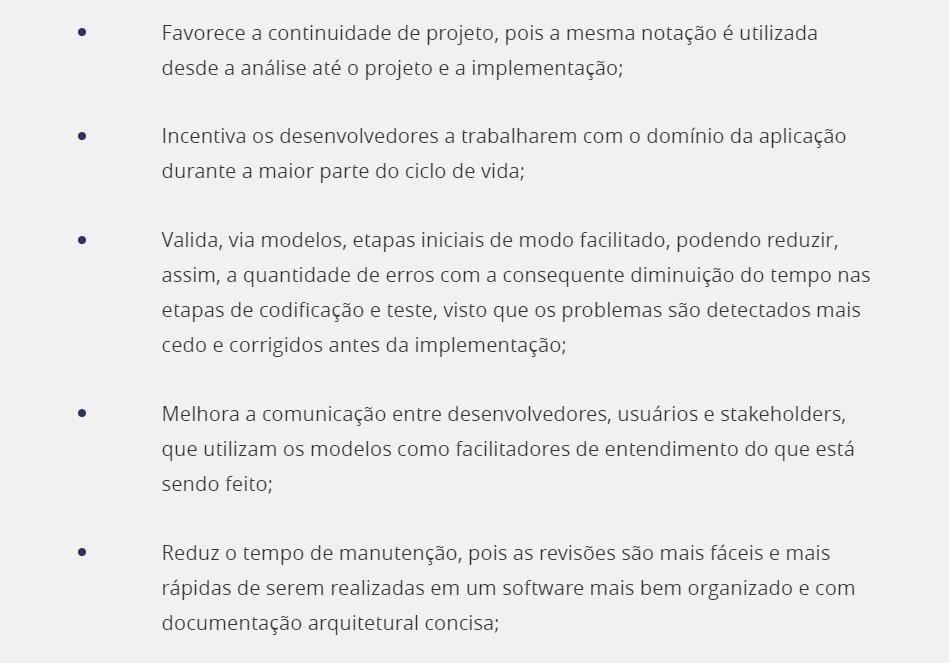 • Favorece a continuidade de projeto, pois a mesma notação é utilizada
desde a análise até o projeto e a implementação;
• Incentiva os desenvolvedores a trabalharem com o domínio da aplicação
durante a maior parte do ciclo de vida;
• Valida, via modelos, etapas iniciais de modo facilitado, podendo reduzir,
assim, a quantidade de erros com a consequente diminuição do tempo nas
etapas de codificação e teste, visto que os problemas são detectados mais
cedo e corrigidos antes da implementação;
• Melhora a comunicação entre desenvolvedores, usuários e stakeholders,
que utilizam os modelos como facilitadores de entendimento do que está
sendo feito;
• Reduz o tempo de manutenção, pois as revisões são mais fáceis e mais
rápidas de serem realizadas em um software mais bem organizado e com
documentação arquitetural concisa;